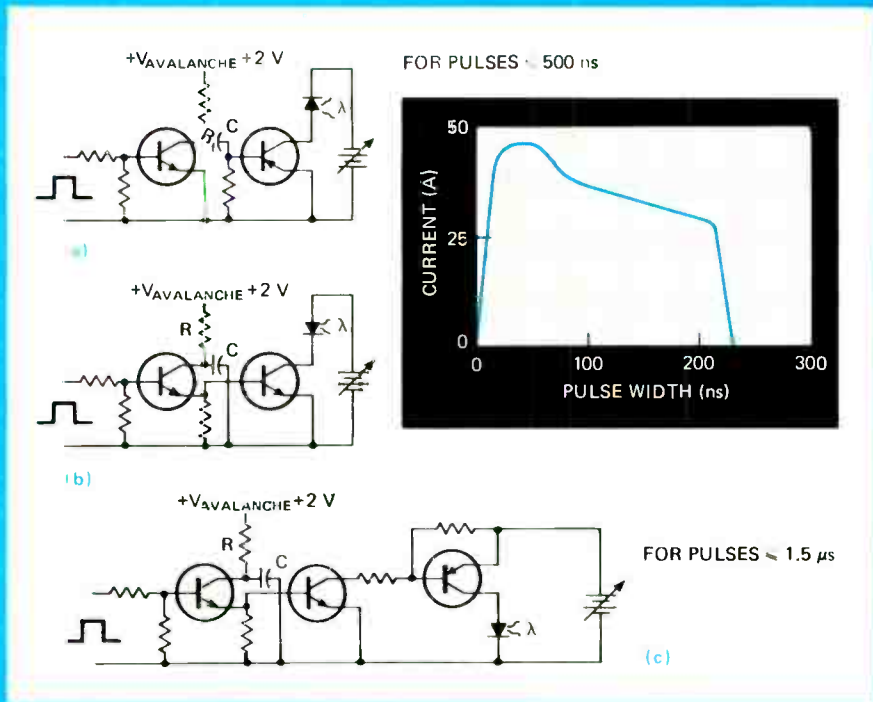 +VAVALANCHE+2 V
R1
C
λ
(a)
FOR PULSES 500 ns
50
25
0
CURRENT (A)
0 100 200 300
PULSE WIDTH (ns)
+VAVALANCHE+2 V
R
C
λ
(b)
+VAVALANCHE+2 V
R
C
λ
FOR PULSES ≤ 1.5 μs
(c)